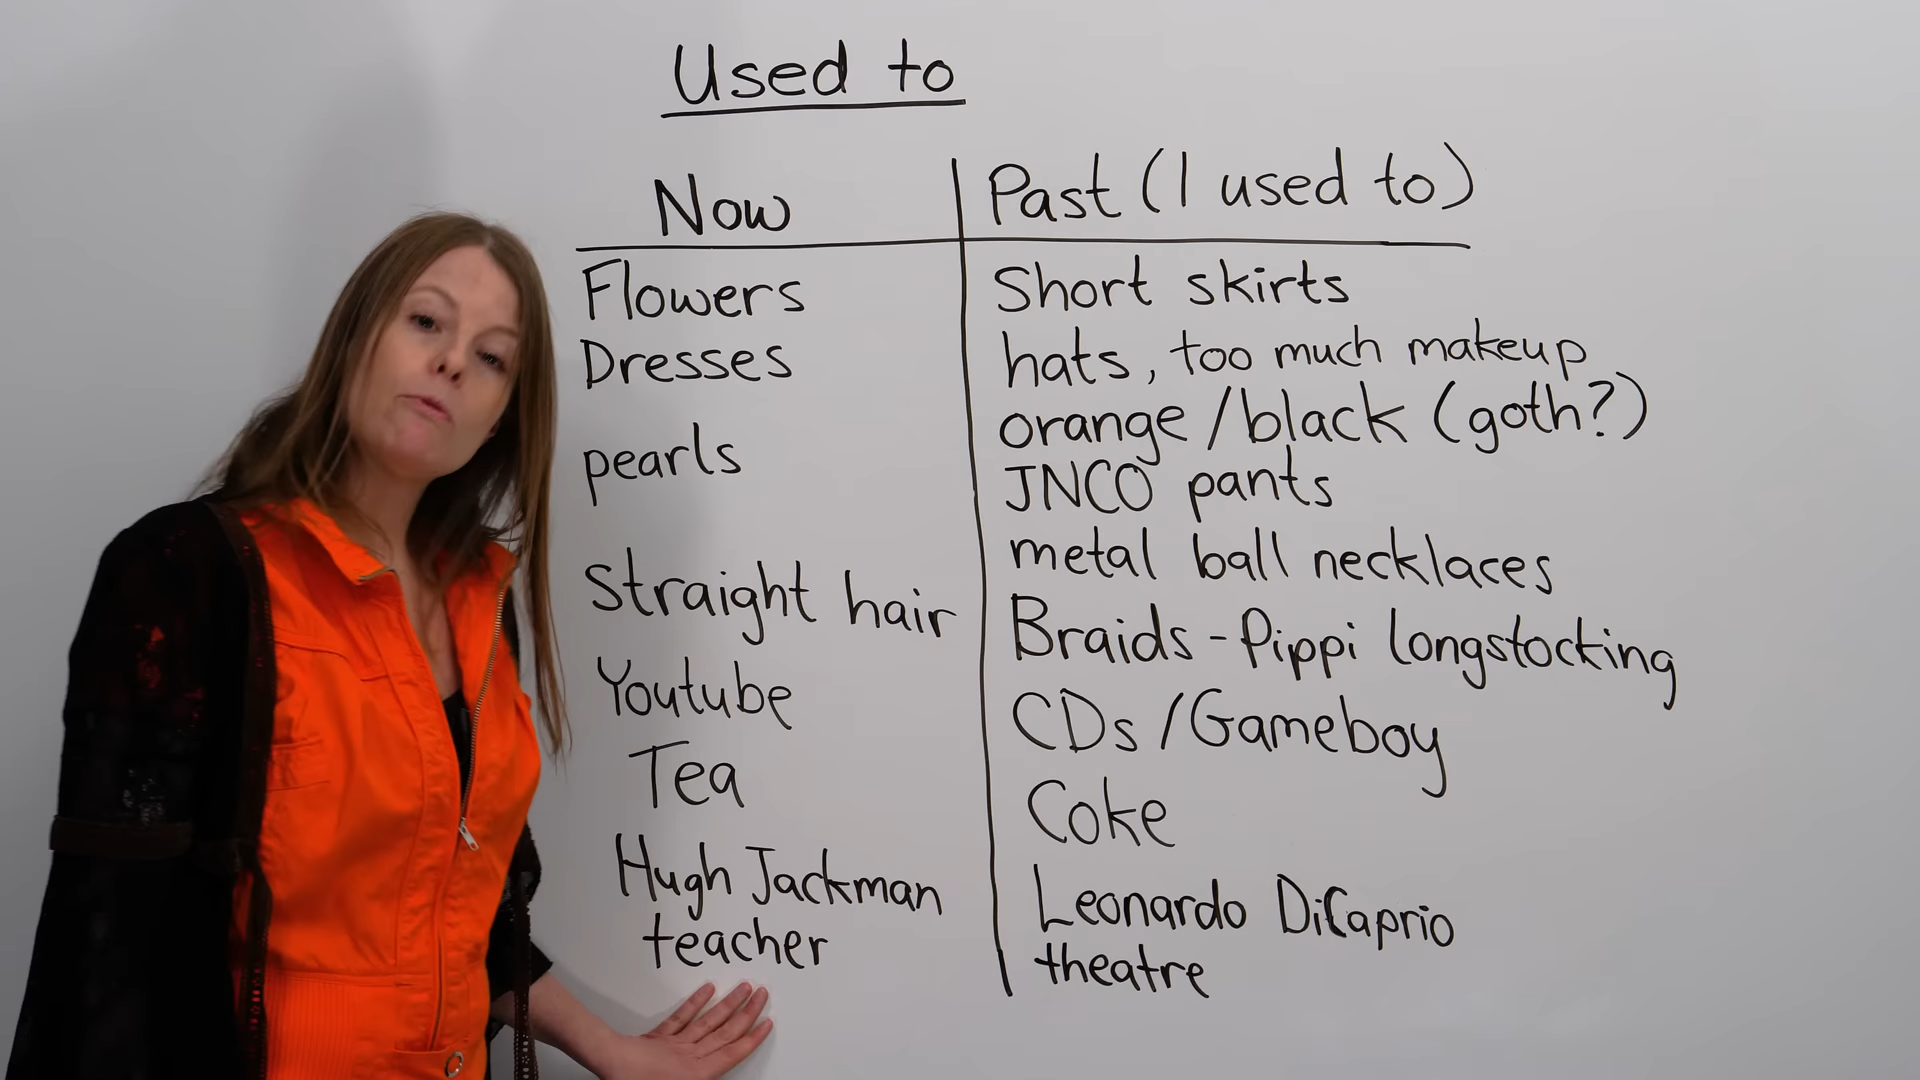 Used to
Now
Past (I used to)
Flowers
Short skirts
Dresses
hats, too much makeup
orange/black (goth?)
pearls
JNCO pants
metal ball necklaces
Straight hair
Braids - Pippi longstocking
Youtube
CDs/Gameboy
Tea
Coke
Hugh Jackman
Leonardo DiCaprio
teacher
theatre